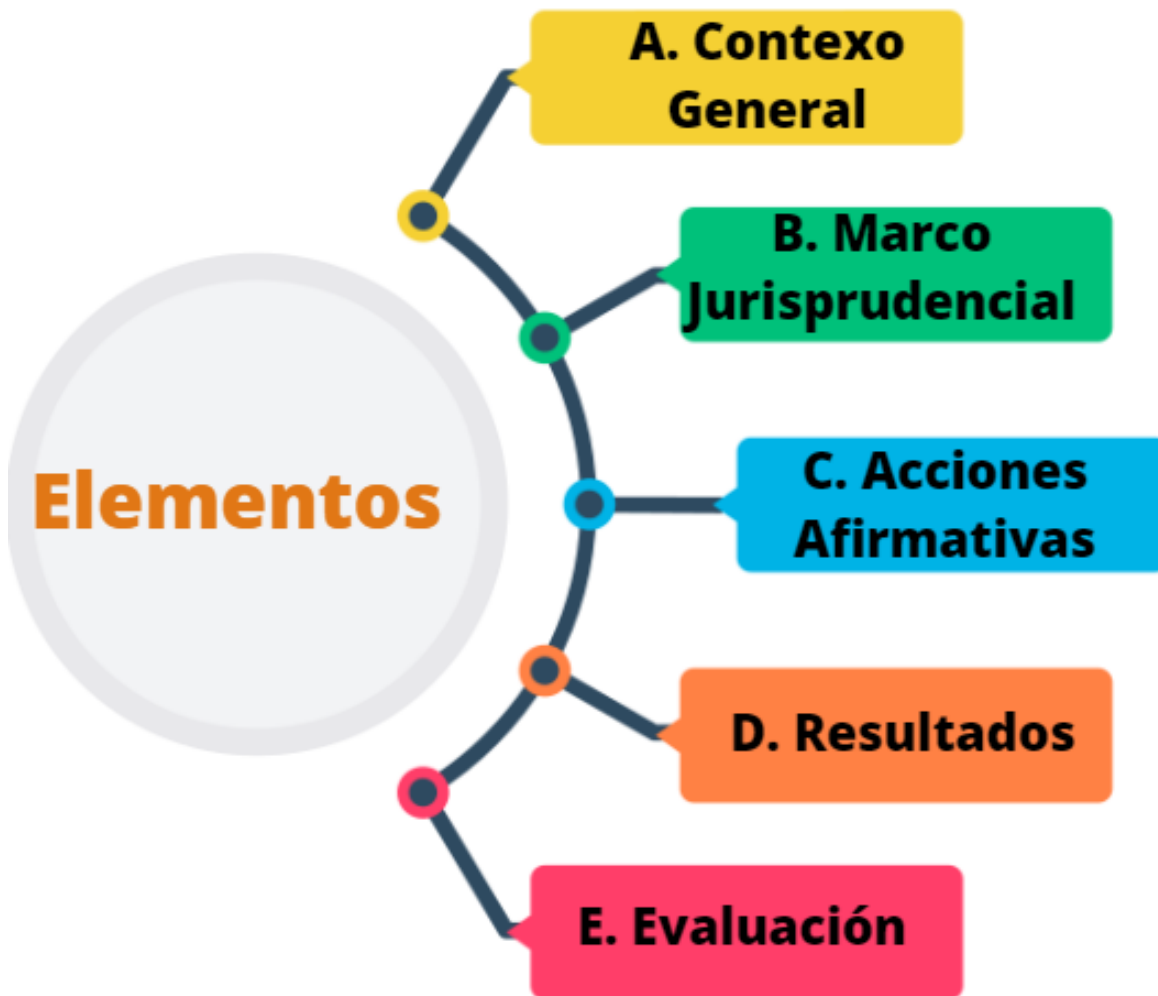 A. Contexo
General
B. Marco
Jurisprudencial
Elementos
C. Acciones
Afirmativas
D. Resultados
E. Evaluación